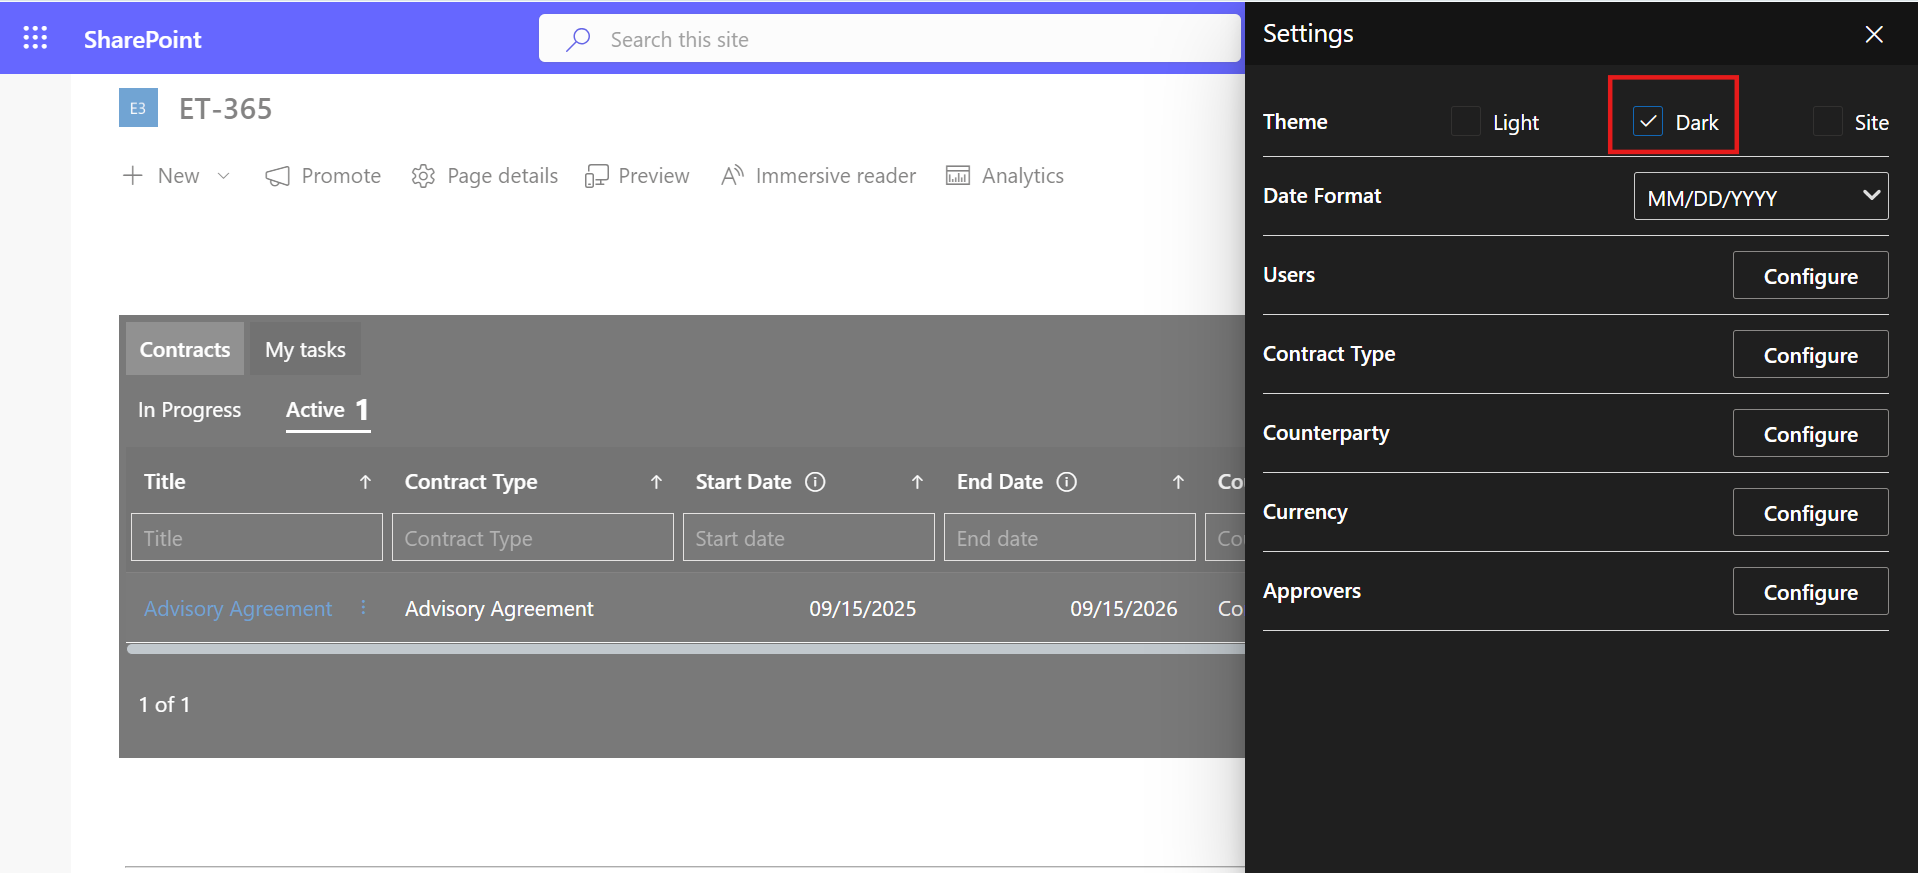 SharePoint
Search this site
E3
ET-365
New
Promote
Page details
Preview
Immersive reader
Analytics
Contracts
My tasks
In Progress
Active 1
Title
Contract Type
Start Date
End Date
Co
Title
Contract Type
Start date
End date
Co
Advisory Agreement
Advisory Agreement
09/15/2025
09/15/2026
Co
1 of 1
Settings
Theme
Light
Dark
Site
Date Format
MM/DD/YYYY
Users
Configure
Contract Type
Configure
Counterparty
Configure
Currency
Configure
Approvers
Configure